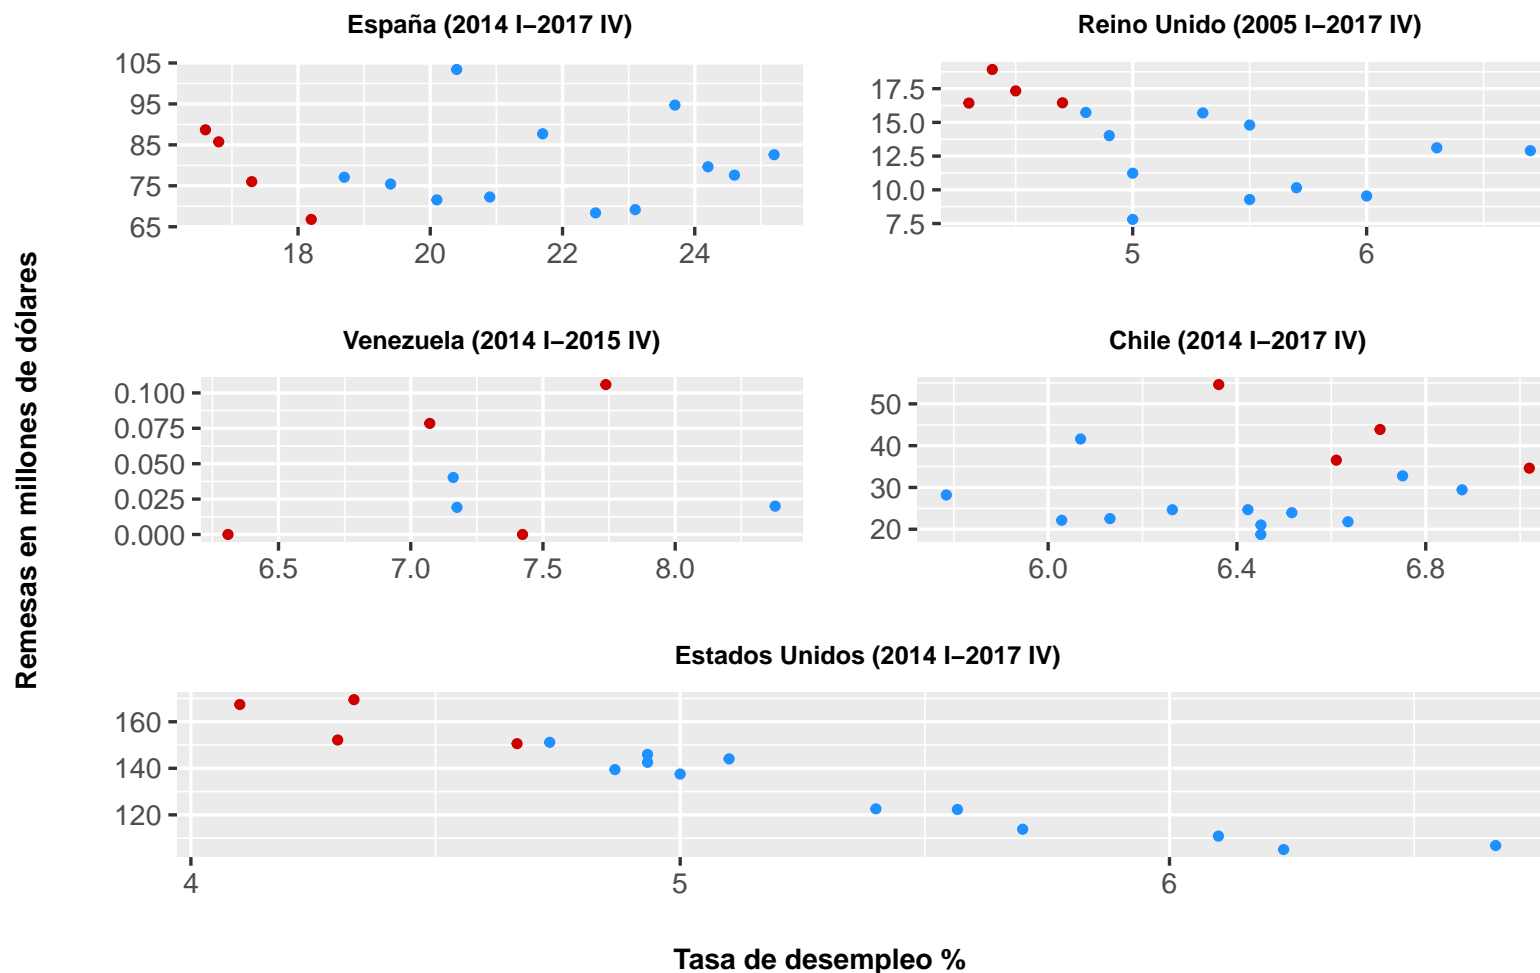 España (2014 I–2017 IV)
105
95
85
75
65
18 20 22 24
Reino Unido (2005 I–2017 IV)
17.5
15.0
12.5
10.0
7.5
5 6
Remesas en millones de dólares
Venezuela (2014 I–2015 IV)
0.100
0.075
0.050
0.025
0.000
6.5 7.0 7.5 8.0
Chile (2014 I–2017 IV)
50
40
30
20
6.0 6.4 6.8
Estados Unidos (2014 I–2017 IV)
160
140
120
4 5 6
Tasa de desempleo %